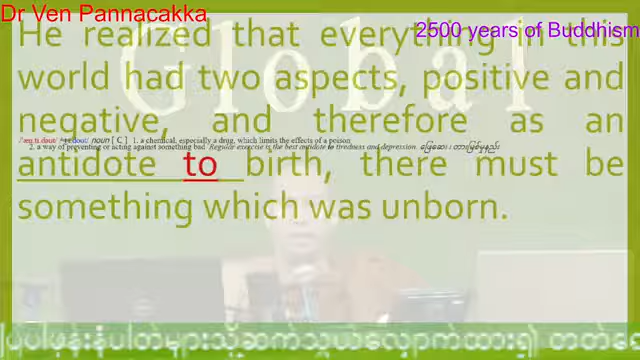 Dr Ven Pannacakka
2500 years of Buddhism
Global
He realized that everything in this
world had two aspects, positive and
negative, and therefore as an
noun [ C ] 1. a chemical, especially a drug, which limits the effects of a poison
2. a way of preventing or acting against something bad Regular exercise is the best antidote to tiredness and depression.
antidote to birth, there must be
something which was unborn.